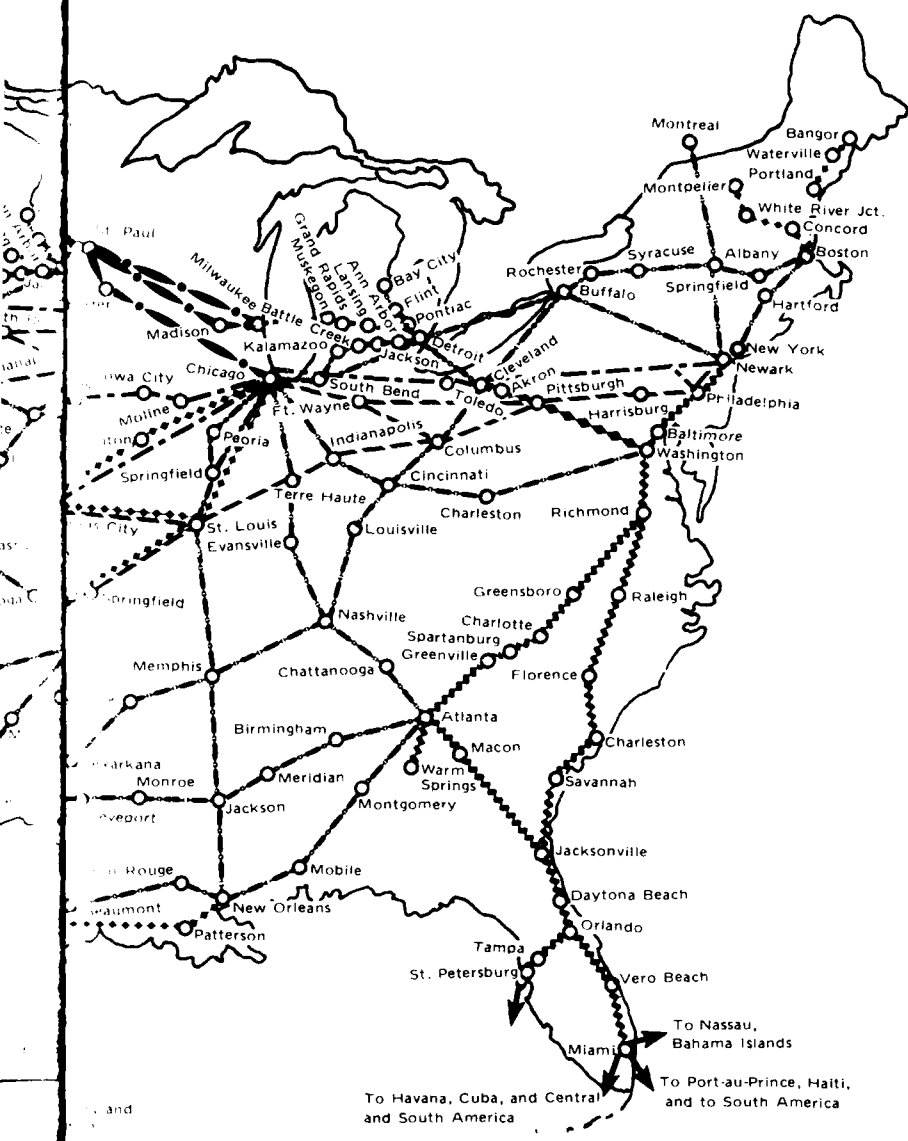 Montreal
Bangor
Waterville
Portland
Montpelier
White River Jct.
Concord
Boston
St. Paul
Syracuse
Albany
Rochester
Springfield
Buffalo
Hartford
Milwaukee
Muskegon
Grand Rapids
Lansing
Ann Arbor
Bay City
Flint
Pontiac
Battle Creek
Madison
Kalamazoo
Jackson
Detroit
New York
Newark
Chicago
South Bend
Toledo
Cleveland
Akron
Pittsburgh
Harrisburg
Philadelphia
Iowa City
Moline
Ft. Wayne
Peoria
Indianapolis
Columbus
Baltimore
Washington
Springfield
Terre Haute
Cincinnati
Charleston
Richmond
City
St. Louis
Evansville
Louisville
Springfield
Greensboro
Raleigh
Nashville
Charlotte
Spartanburg
Greenville
Memphis
Chattanooga
Florence
Atlanta
Birmingham
Macon
Charleston
Monroe
Meridian
Warm
Springs
Savannah
Jackson
Montgomery
Jacksonville
Rouge
Mobile
Daytona Beach
New Orleans
Orlando
Patterson
Tampa
St. Petersburg
Vero Beach
Miami
To Nassau,
Bahama Islands
To Port-au-Prince, Haiti,
and to South America
To Havana, Cuba, and Central
and South America